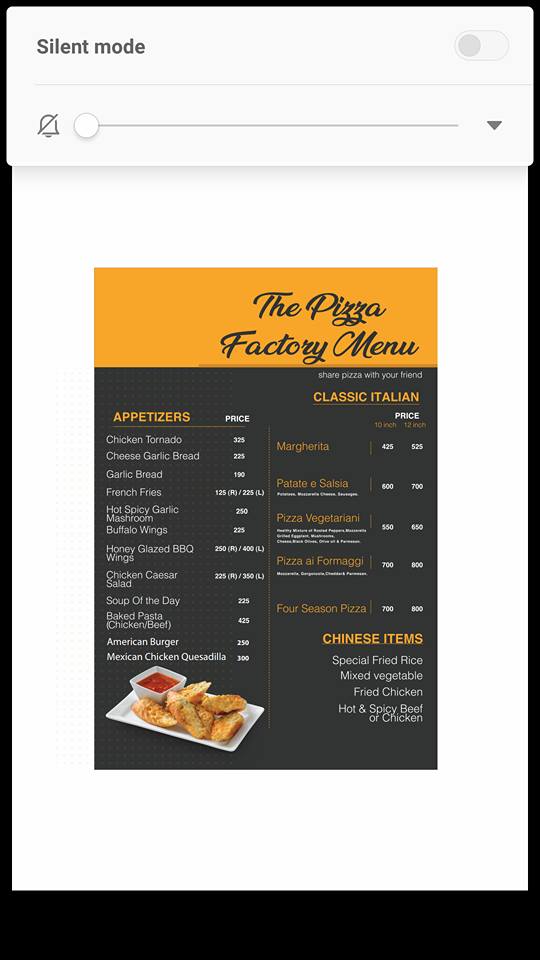 Silent mode
The Pizza
Factory Menu
share pizza with your friend
APPETIZERS PRICE
Chicken Tornado 325
Cheese Garlic Bread 225
Garlic Bread 190
French Fries 125 (R) / 225 (L)
Hot Spicy Garlic
Mashroom 250
Buffalo Wings 225
Honey Glazed BBQ
Wings 250 (R) / 400 (L)
Chicken Caesar
Salad 225 (R) / 350 (L)
Soup Of the Day 225
Baked Pasta
(Chicken/Beef) 425
American Burger 250
Mexican Chicken Quesadilla 300
CLASSIC ITALIAN
PRICE
10 inch 12 inch
Margherita 425 525
Patate e Salsia 600 700
Potatoes, Mozzarella Cheese, Sausages.
Pizza Vegetariani 550 650
Healthy Mixture of Rosted Peppers,Mozzarella
Grilled Eggplant, Mushrooms,
Cheese,Black Olives, Olive oil & Parmesan.
Pizza ai Formaggi 700 800
Mozzarella, Gorgonzola,Cheddar& Parmesan.
Four Season Pizza 700 800
CHINESE ITEMS
Special Fried Rice
Mixed vegetable
Fried Chicken
Hot & Spicy Beef
or Chicken